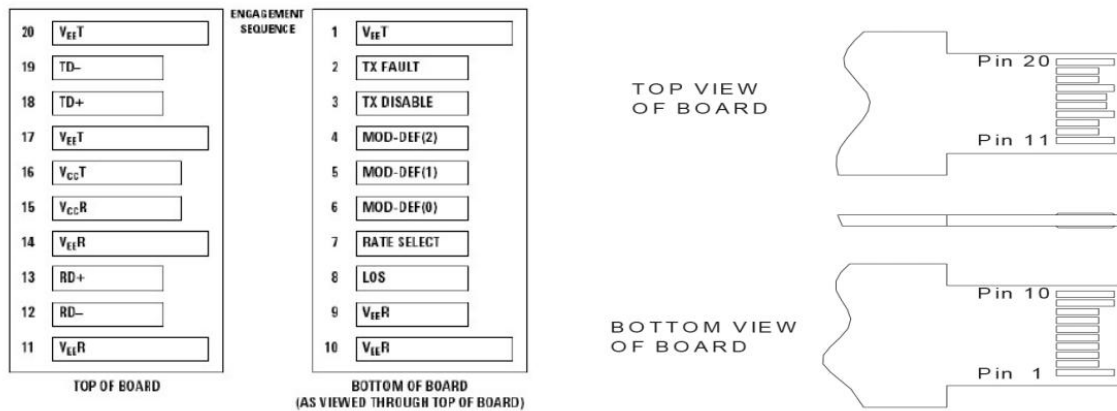 ENGAGEMENT
SEQUENCE
20 VEET
19 TD–
18 TD+
17 VEET
16 VCCT
15 VCCR
14 VEER
13 RD+
12 RD–
11 VEER
TOP OF BOARD
1 VEET
2 TX FAULT
3 TX DISABLE
4 MOD-DEF(2)
5 MOD-DEF(1)
6 MOD-DEF(0)
7 RATE SELECT
8 LOS
9 VEER
10 VEER
BOTTOM OF BOARD
(AS VIEWED THROUGH TOP OF BOARD)
TOP VIEW
OF BOARD
Pin 20
Pin 11
BOTTOM VIEW
OF BOARD
Pin 10
Pin 1